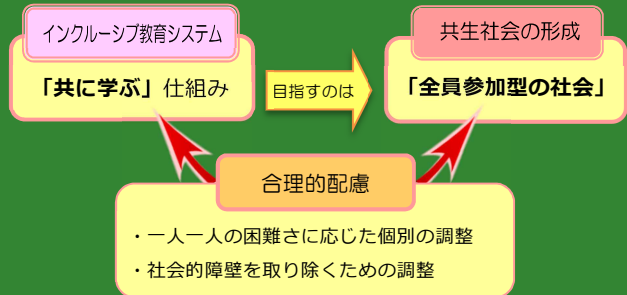 インクルーシブ教育システム
「共に学ぶ」仕組み
目指すのは
共生社会の形成
「全員参加型の社会」
合理的配慮
・一人一人の困難さに応じた個別の調整
・社会的障壁を取り除くための調整